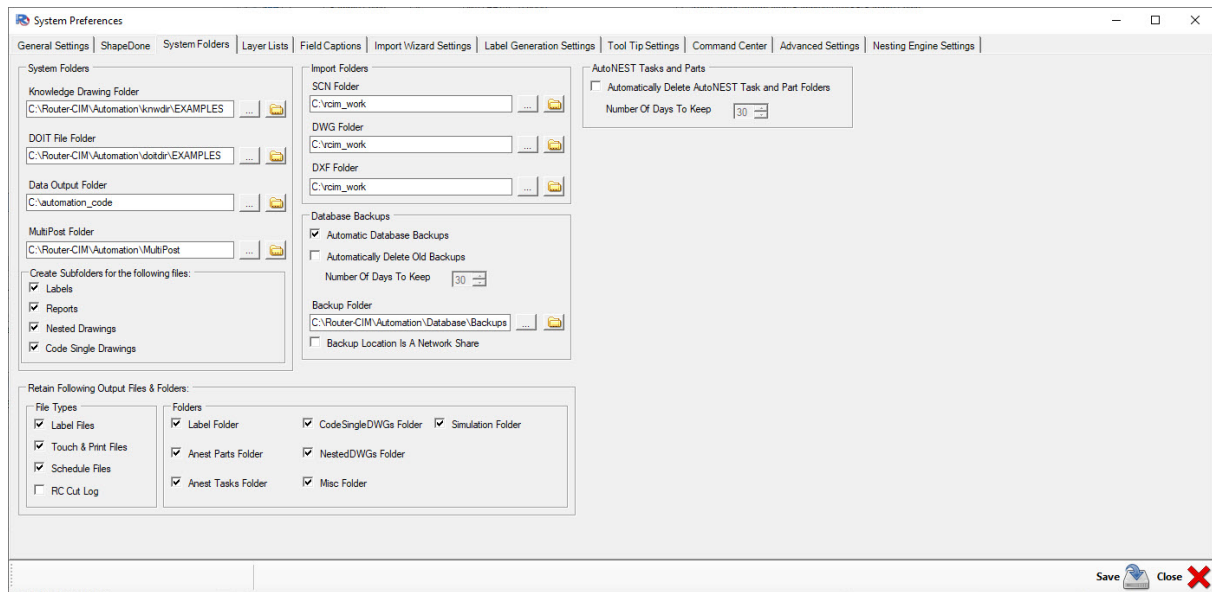 System Preferences
General Settings ShapeDone System Folders Layer Lists Field Captions Import Wizard Settings Label Generation Settings Tool Tip Settings Command Center Advanced Settings Nesting Engine Settings
System Folders
Knowledge Drawing Folder
C:\Router-CIM\Automation\knwdir\EXAMPLES ...
DOIT File Folder
C:\Router-CIM\Automation\doitdir\EXAMPLES ...
Data Output Folder
C:\automation_code ...
MultiPost Folder
C:\Router-CIM\Automation\MultiPost ...
Create Subfolders for the following files:
Labels
Reports
Nested Drawings
Code Single Drawings
Import Folders
SCN Folder
C:\rcim_work ...
DWG Folder
C:\rcim_work ...
DXF Folder
C:\rcim_work ...
Database Backups
Automatic Database Backups
Automatically Delete Old Backups
Number Of Days To Keep 30
Backup Folder
C:\Router-CIM\Automation\Database\Backups ...
Backup Location Is A Network Share
AutoNEST Tasks and Parts
Automatically Delete AutoNEST Task and Part Folders
Number Of Days To Keep 30
Retain Following Output Files & Folders:
File Types
Label Files
Touch & Print Files
Schedule Files
RC Cut Log
Folders
Label Folder CodeSingleDWGs Folder Simulation Folder
Anest Parts Folder NestedDWGs Folder
Anest Tasks Folder Misc Folder
Save Close